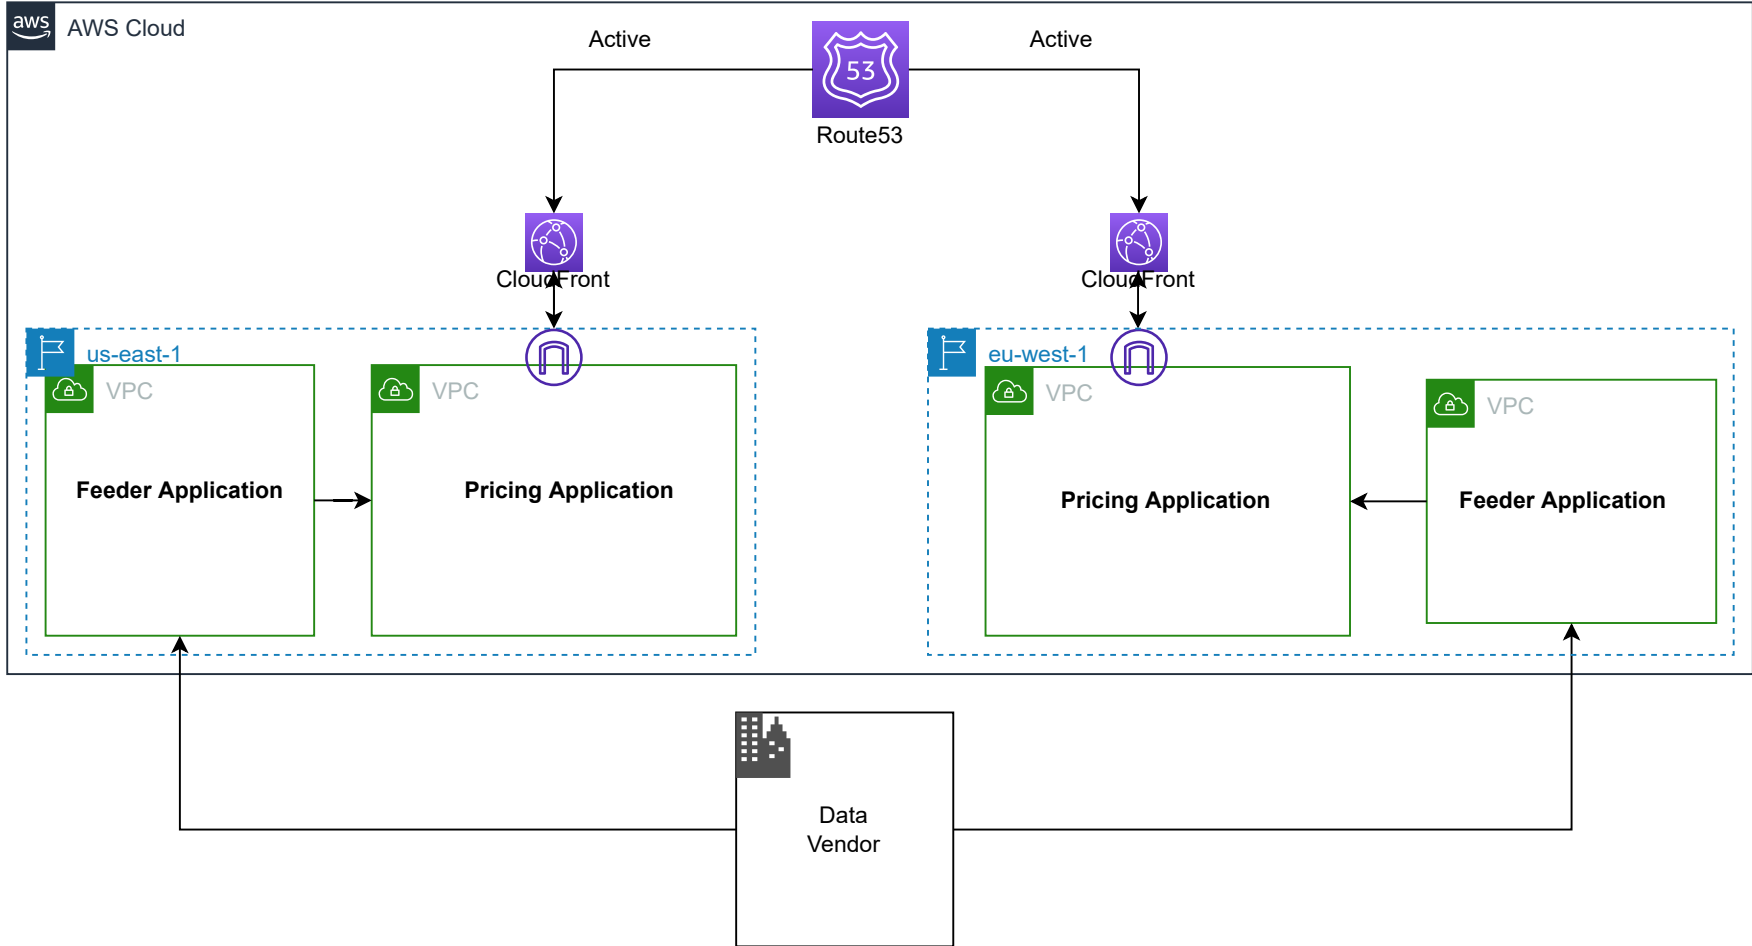 aws
AWS Cloud
Active
Active
53
Route53
CloudFront
CloudFront
us-east-1
eu-west-1
VPC
VPC
VPC
VPC
Feeder Application
Pricing Application
Pricing Application
Feeder Application
Data
Vendor